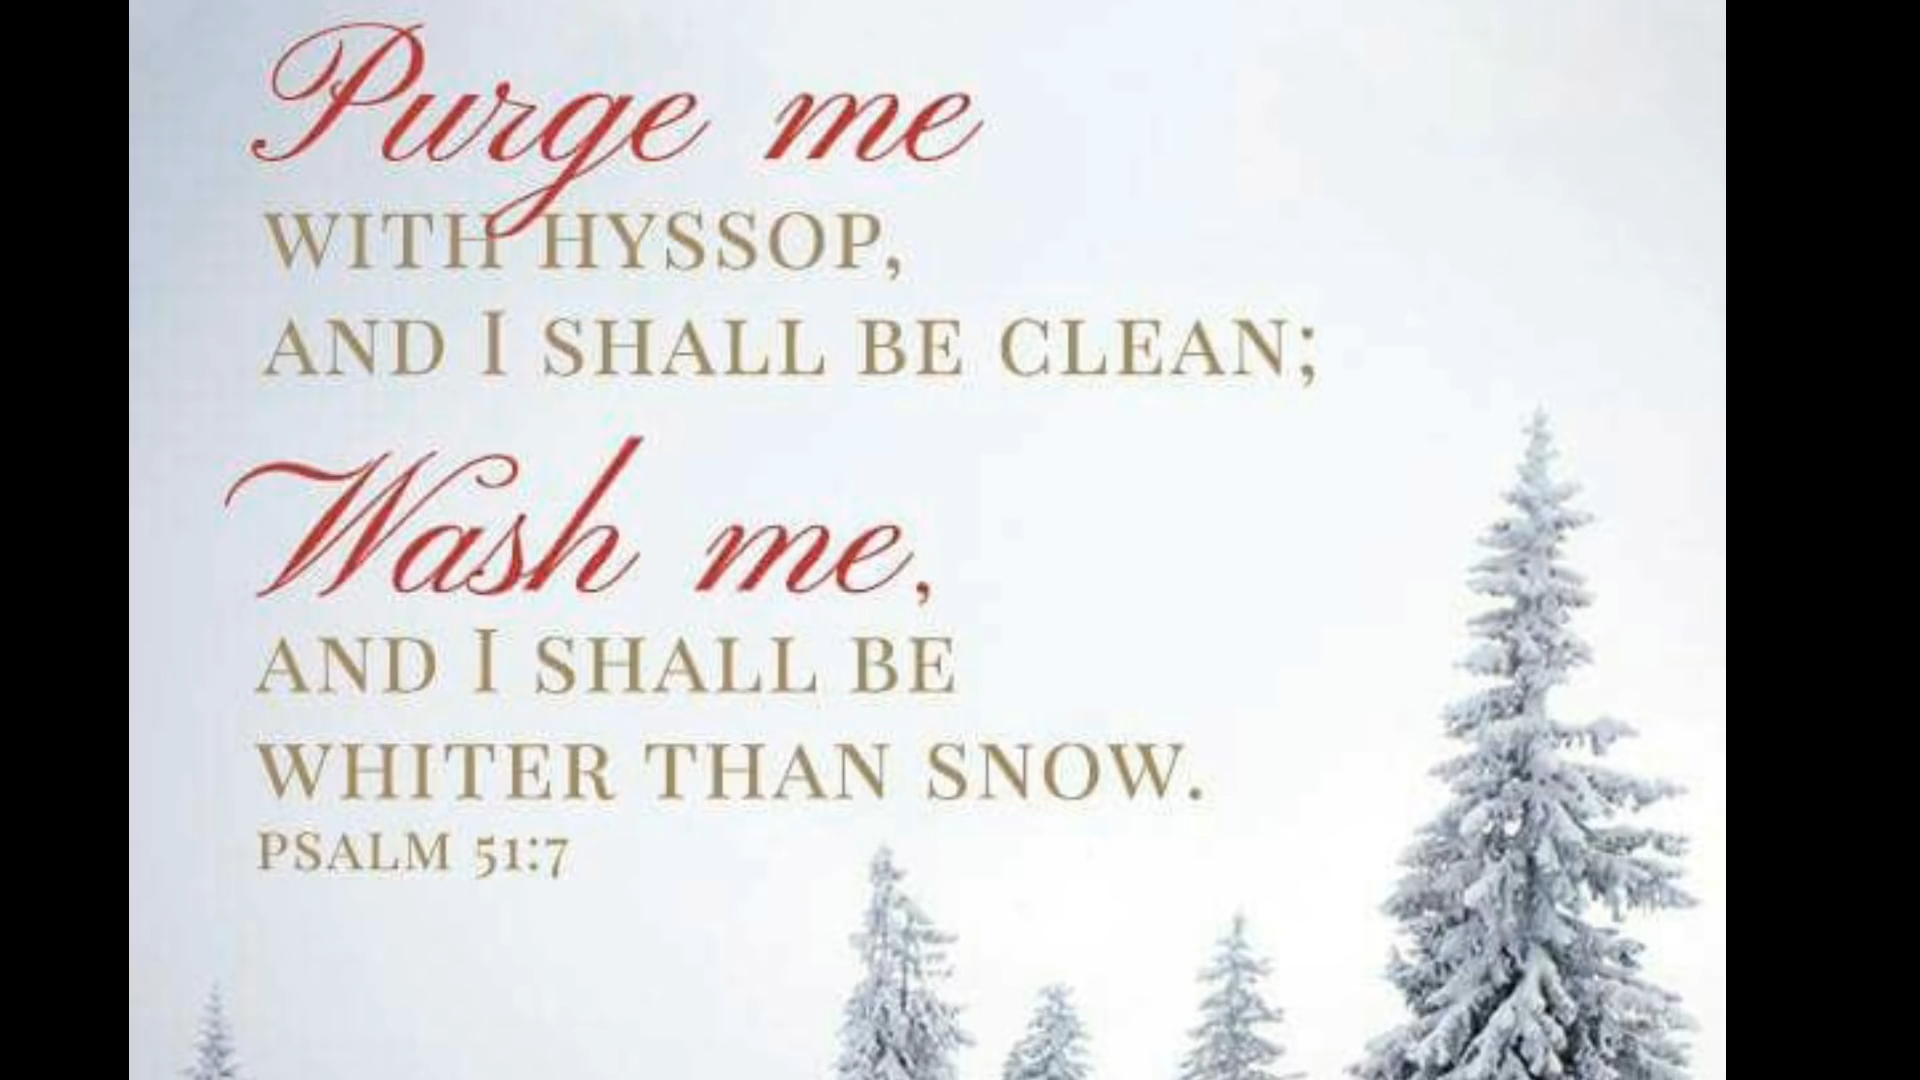 Purge me
WITH HYSSOP,
AND I SHALL BE CLEAN;
Wash me,
AND I SHALL BE
WHITER THAN SNOW.
PSALM 51:7